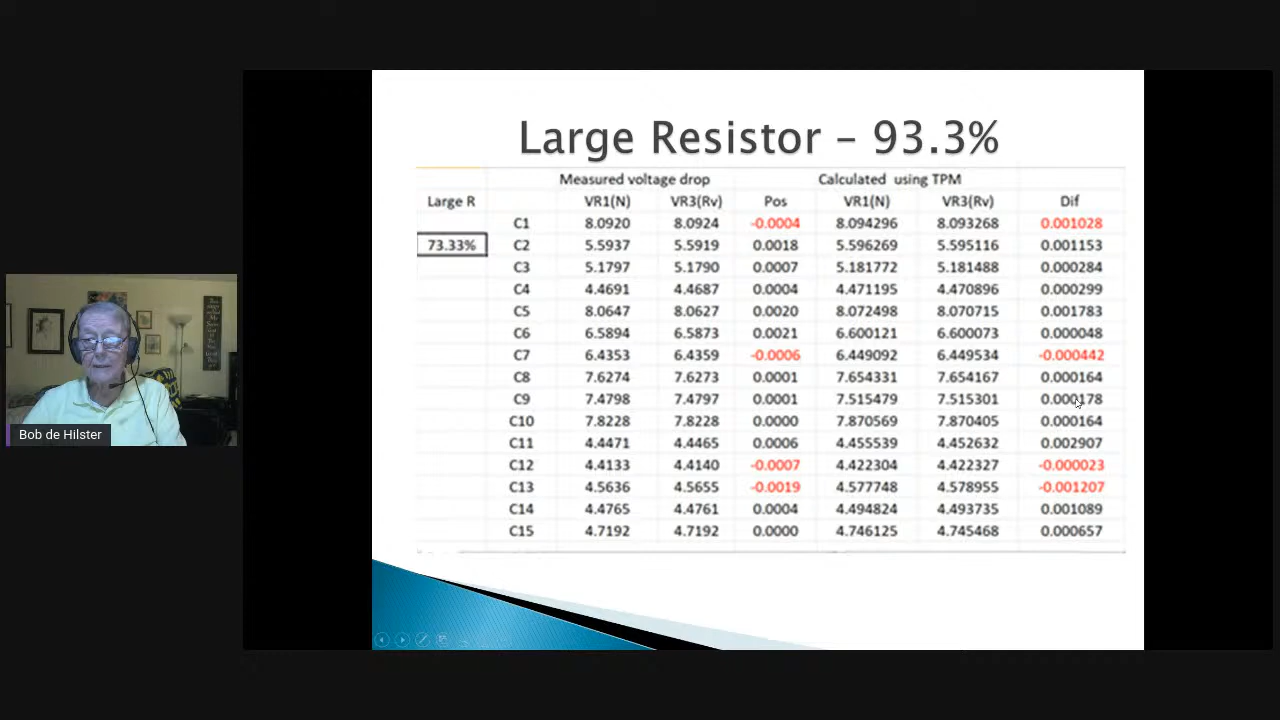 Large Resistor – 93.3%
Measured voltage drop Calculated using TPM
Large R VR1(N) VR3(Rv) Pos VR1(N) VR3(Rv) Dif
C1 8.0920 8.0924 -0.0004 8.094296 8.093268 0.001028
73.33% C2 5.5937 5.5919 0.0018 5.596269 5.595116 0.001153
C3 5.1797 5.1790 0.0007 5.181772 5.181488 0.000284
C4 4.4691 4.4687 0.0004 4.471195 4.470896 0.000299
C5 8.0647 8.0627 0.0020 8.072498 8.070715 0.001783
C6 6.5894 6.5873 0.0021 6.600121 6.600073 0.000048
C7 6.4353 6.4359 -0.0006 6.449092 6.449534 -0.000442
C8 7.6274 7.6273 0.0001 7.654331 7.654167 0.000164
C9 7.4798 7.4797 0.0001 7.515479 7.515301 0.000178
C10 7.8228 7.8228 0.0000 7.870569 7.870405 0.000164
C11 4.4471 4.4465 0.0006 4.455539 4.452632 0.002907
C12 4.4133 4.4140 -0.0007 4.422304 4.422327 -0.000023
C13 4.5636 4.5655 -0.0019 4.577748 4.578955 -0.001207
C14 4.4765 4.4761 0.0004 4.494824 4.493735 0.001089
C15 4.7192 4.7192 0.0000 4.746125 4.745468 0.000657
Bob de Hilster